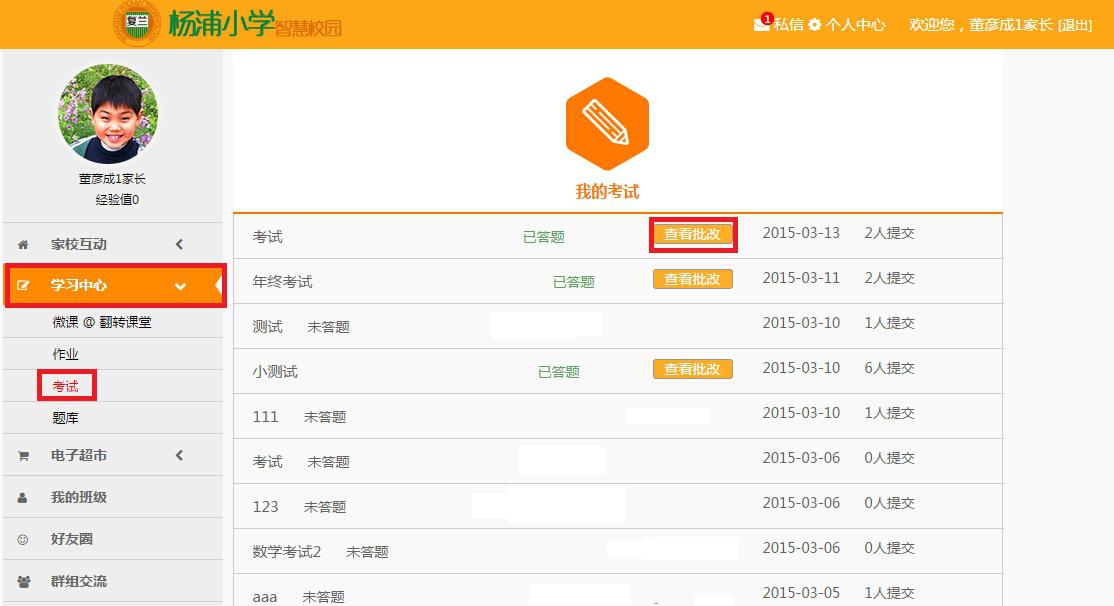 复兰 杨浦小学智慧校园 1 私信 个人中心 欢迎您，董彦成1家长 [退出]
董彦成1家长
经验值0
家校互动
学习中心
微课 @ 翻转课堂
作业
考试
题库
电子超市
我的班级
好友圈
群组交流
我的考试
考试 已答题 查看批改 2015-03-13 2人提交
年终考试 已答题 查看批改 2015-03-11 2人提交
测试 未答题 2015-03-10 1人提交
小测试 已答题 查看批改 2015-03-10 6人提交
111 未答题 2015-03-10 1人提交
考试 未答题 2015-03-06 0人提交
123 未答题 2015-03-06 0人提交
数学考试2 未答题 2015-03-06 0人提交
aaa 未答题 2015-03-05 1人提交